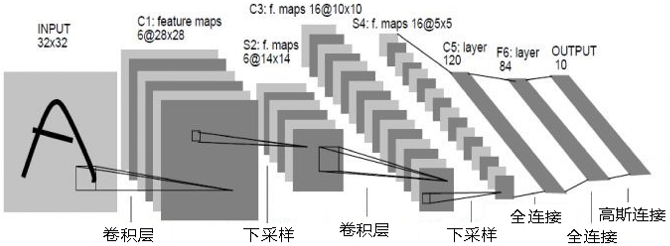 INPUT
32x32
C1: feature maps
6@28x28
S2: f. maps
6@14x14
C3: f. maps 16@10x10
S4: f. maps 16@5x5
C5: layer
120
F6: layer
84
OUTPUT
10
A
卷积层
下采样
卷积层
下采样
全连接
全连接
高斯连接